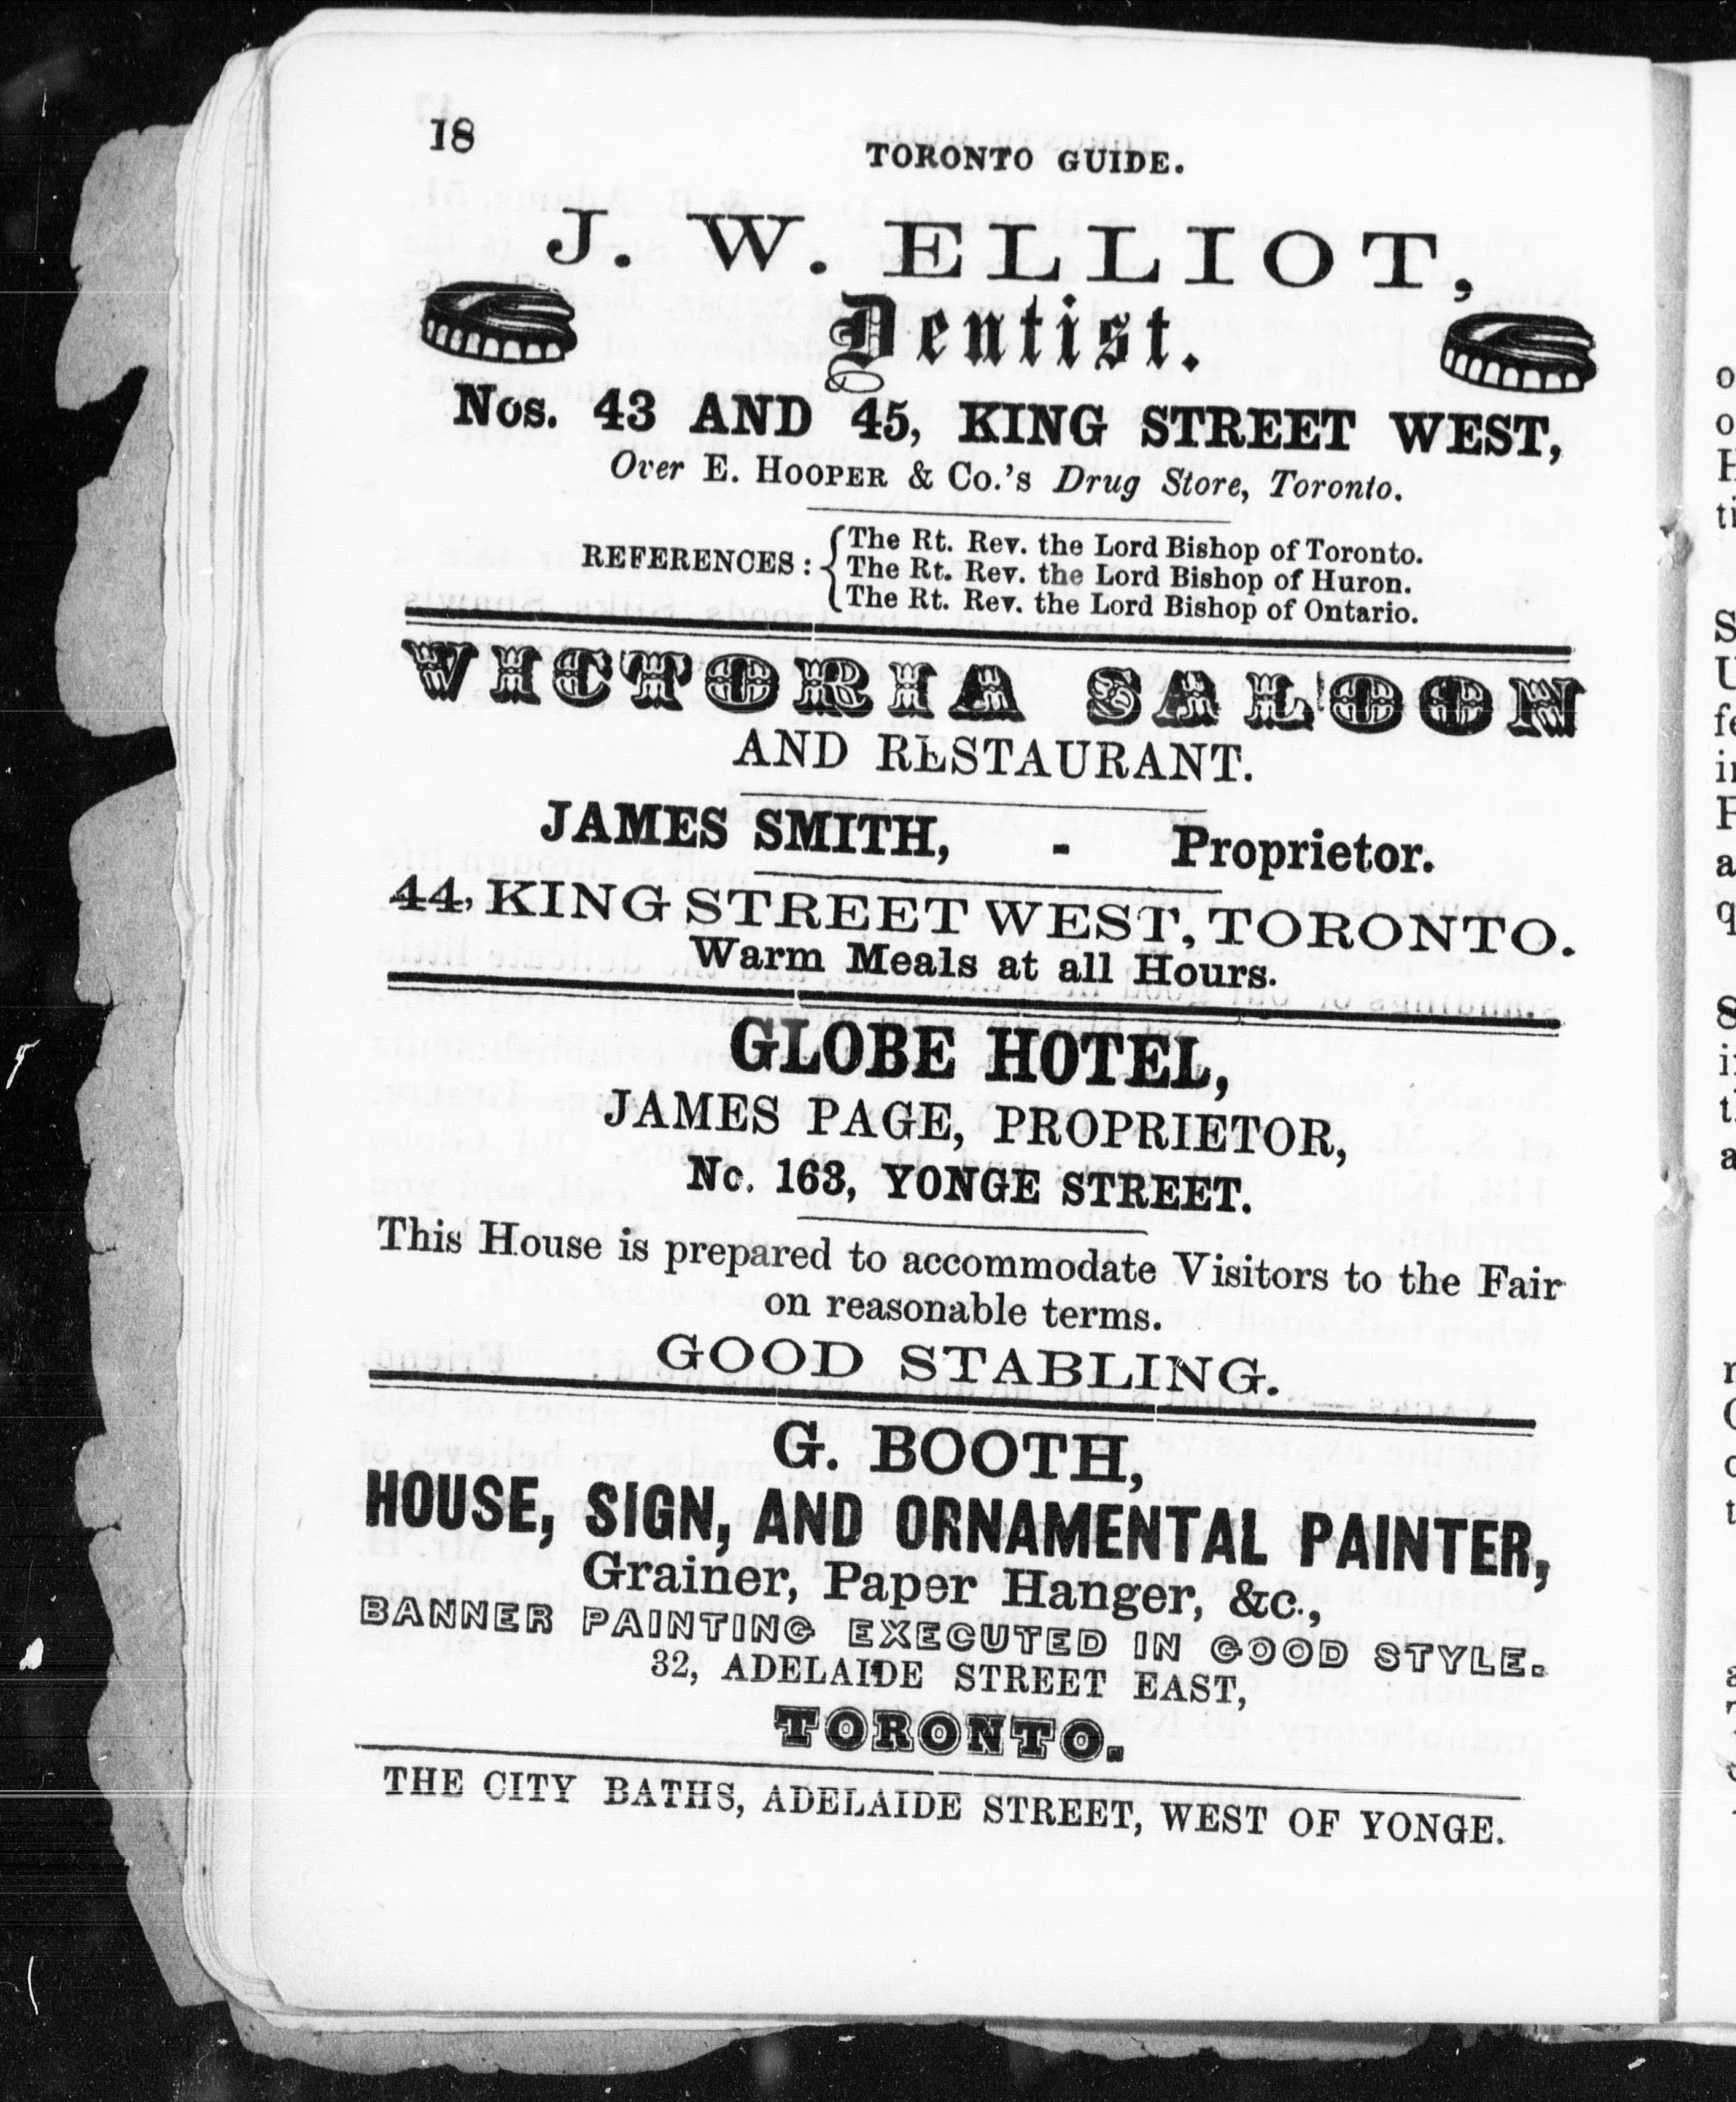 18
TORONTO GUIDE.
J. W. ELLIOT,
Dentist.
Nos. 43 AND 45, KING STREET WEST,
Over E. HOOPER & Co.'s Drug Store, Toronto.
REFERENCES: { The Rt. Rev. the Lord Bishop of Toronto.
The Rt. Rev. the Lord Bishop of Huron.
The Rt. Rev. the Lord Bishop of Ontario.
VICTORIA SALOON
AND RESTAURANT.
JAMES SMITH, - Proprietor.
44, KING STREET WEST, TORONTO.
Warm Meals at all Hours.
GLOBE HOTEL,
JAMES PAGE, PROPRIETOR,
No. 163, YONGE STREET.
This House is prepared to accommodate Visitors to the Fair
on reasonable terms.
GOOD STABLING.
G. BOOTH,
HOUSE, SIGN, AND ORNAMENTAL PAINTER,
Grainer, Paper Hanger, &c.,
BANNER PAINTING EXECUTED IN GOOD STYLE.
32, ADELAIDE STREET EAST,
TORONTO.
THE CITY BATHS, ADELAIDE STREET, WEST OF YONGE.